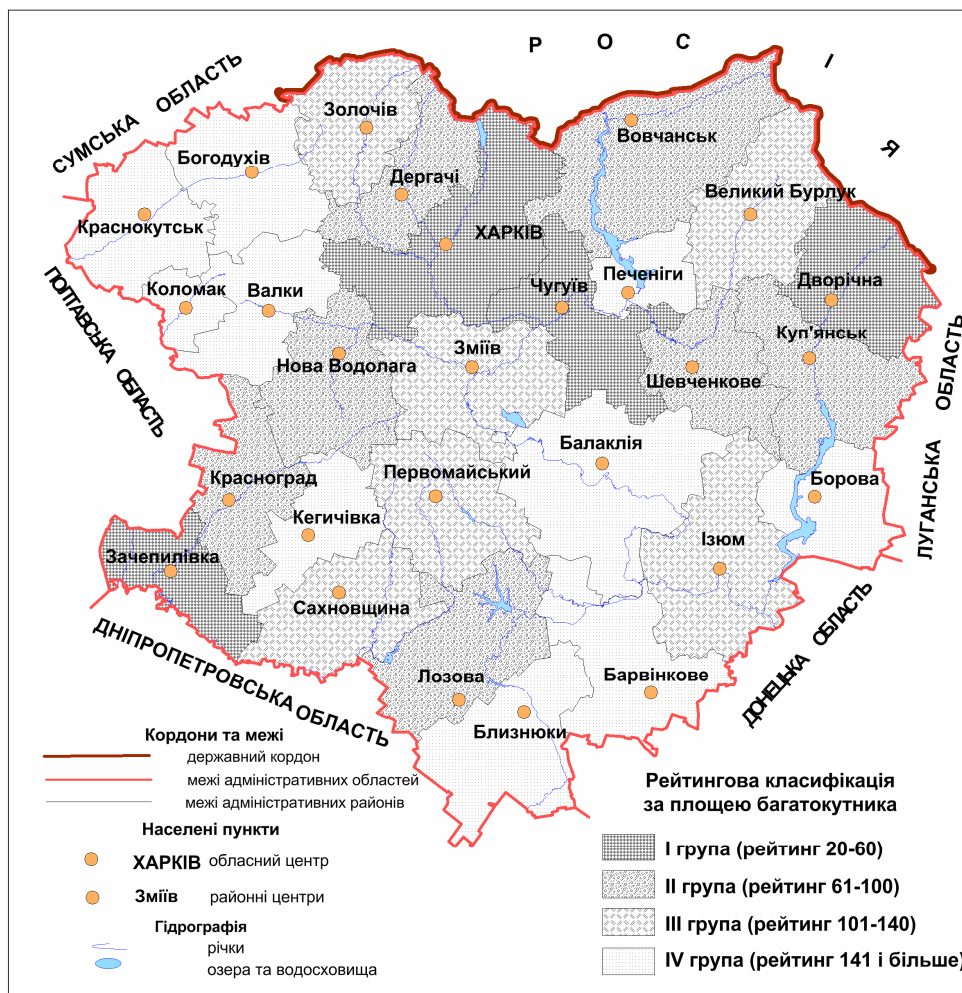 Р О С І Я
СУМСЬКА ОБЛАСТЬ
Золочів
Вовчанськ
Богодухів
Дергачі
Великий Бурлук
Краснокутськ
ХАРКІВ
Печеніги
Чугуїв
Дворічна
Коломак
Валки
Куп'янськ
ПОЛТАВСЬКА ОБЛАСТЬ
Зміїв
Нова Водолага
Шевченкове
ЛУГАНСЬКА ОБЛАСТЬ
Балаклія
Первомайський
Красноград
Борова
Кегичівка
Ізюм
Зачепилівка
Сахновщина
ДНІПРОПЕТРОВСЬКА ОБЛАСТЬ
ДОНЕЦЬКА ОБЛАСТЬ
Лозова
Барвінкове
Близнюки
Кордони та межі
державний кордон
межі адміністративних областей
межі адміністративних районів
Населені пункти
ХАРКІВ обласний центр
Зміїв районні центри
Гідрографія
річки
озера та водосховища
Рейтингова класифікація
за площею багатокутника
І група (рейтинг 20-60)
ІІ група (рейтинг 61-100)
ІІІ група (рейтинг 101-140)
IV група (рейтинг 141 і більше)